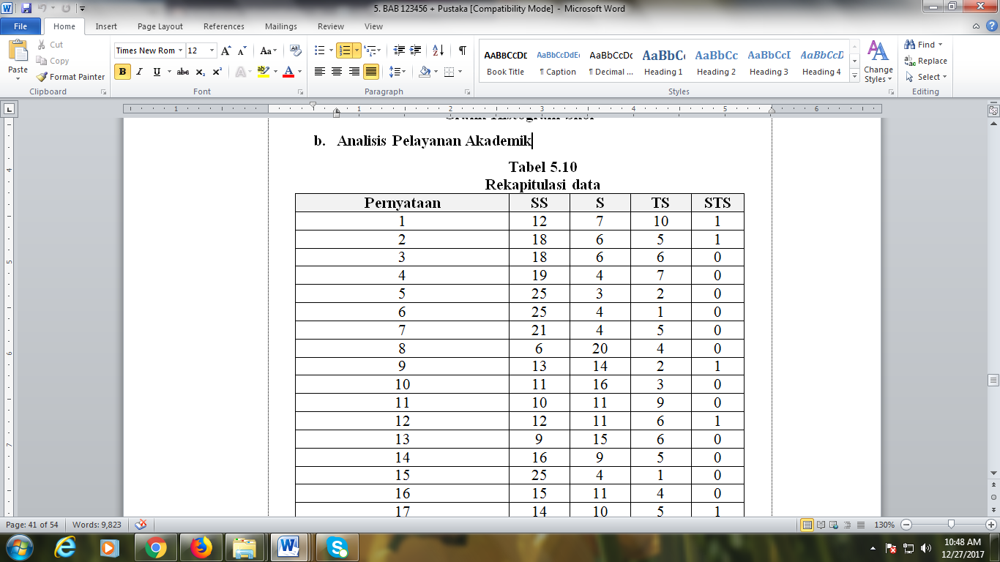 5. BAB 123456 + Pustaka [Compatibility Mode] - Microsoft Word
File Home Insert Page Layout References Mailings Review View
Paste
Cut
Copy
Format Painter
Clipboard
Times New Rom 12
Font
Paragraph
AABBCCDI AaBbCcDdEe AaBbCcDc AaBbC AaBbCc AaBbCcI AaBbCcD
Book Title ¶ Caption ¶ Decimal ... Heading 1 Heading 2 Heading 3 Heading 4
Change Styles
Styles
Find
Replace
Select
Editing
b. Analisis Pelayanan Akademik
Tabel 5.10
Rekapitulasi data
Pernyataan SS S TS STS
1 12 7 10 1
2 18 6 5 1
3 18 6 6 0
4 19 4 7 0
5 25 3 2 0
6 25 4 1 0
7 21 4 5 0
8 6 20 4 0
9 13 14 2 1
10 11 16 3 0
11 10 11 9 0
12 12 11 6 1
13 9 15 6 0
14 16 9 5 0
15 25 4 1 0
16 15 11 4 0
17 14 10 5 1
Page: 41 of 54 Words: 9,823 130%
10:48 AM
12/27/2017